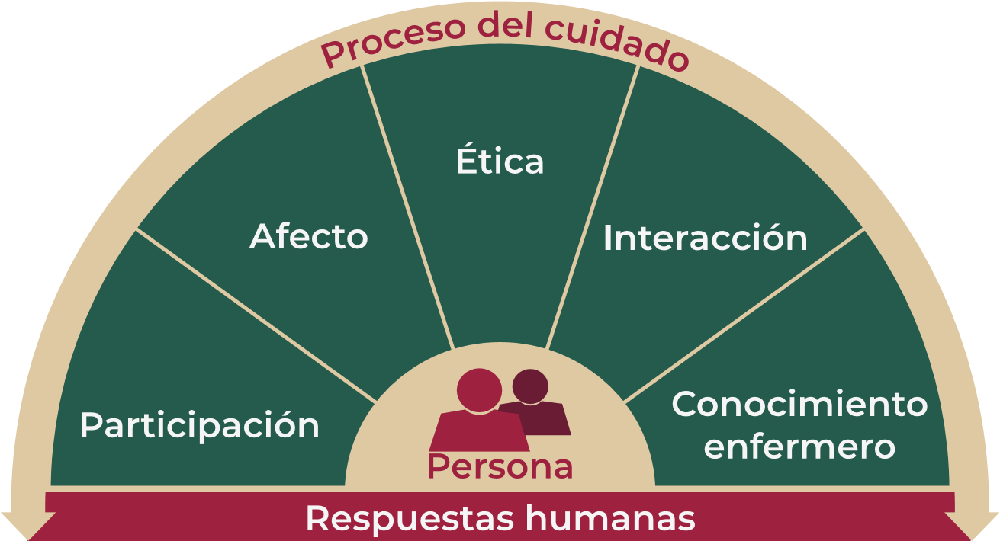 Proceso del cuidado
Ética
Afecto
Interacción
Participación
Conocimiento
enfermero
Persona
Respuestas humanas